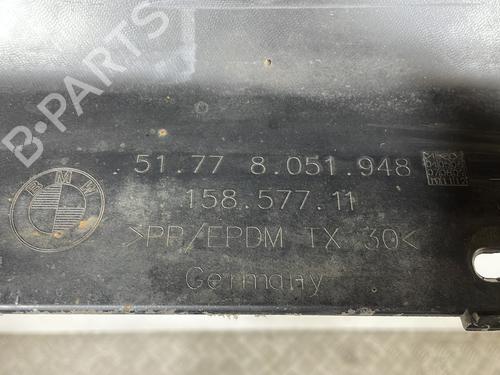 B-PARTS
51.77 8.051.948
158.577.11
BMW
>PP/EPDM TX 30<
Germany